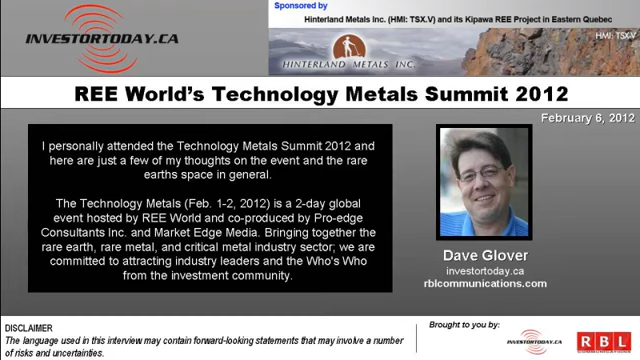 INVESTORTODAY.CA
Sponsored by
Hinterland Metals Inc. (HMI: TSX.V) and its Kipawa REE Project in Eastern Quebec
HMI: TSX-V
HINTERLAND METALS INC.
REE World's Technology Metals Summit 2012
February 6, 2012
I personally attended the Technology Metals Summit 2012 and
here are just a few of my thoughts on the event and the rare
earths space in general.
The Technology Metals (Feb. 1-2, 2012) is a 2-day global
event hosted by REE World and co-produced by Pro-edge
Consultants Inc. and Market Edge Media. Bringing together the
rare earth, rare metal, and critical metal industry sector; we are
committed to attracting industry leaders and the Who's Who
from the investment community.
Dave Glover
investortoday.ca
rblcommunications.com
DISCLAIMER
The language used in this interview may contain forward-looking statements that may involve a number
of risks and uncertainties.
Brought to you by:
INVESTORTODAY.CA
RBL